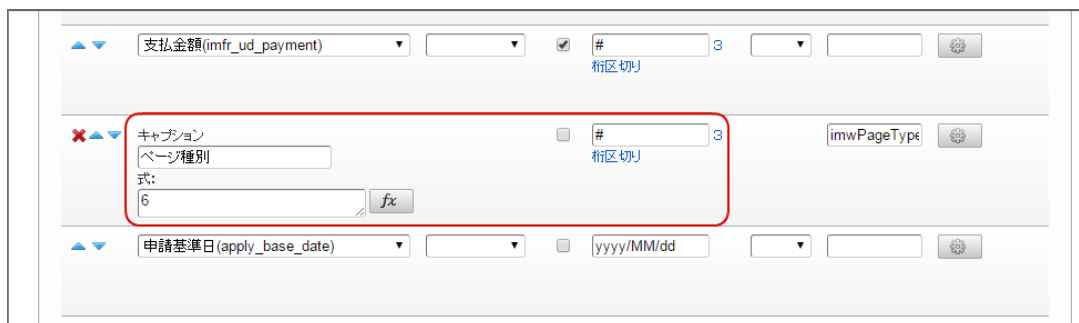 支払金額(imfr_ud_payment) # 3
桁区切り
キャプション # 3 imwPageType
ページ種別 桁区切り
式:
6 fx
申請基準日(apply_base_date) yyyy/MM/dd